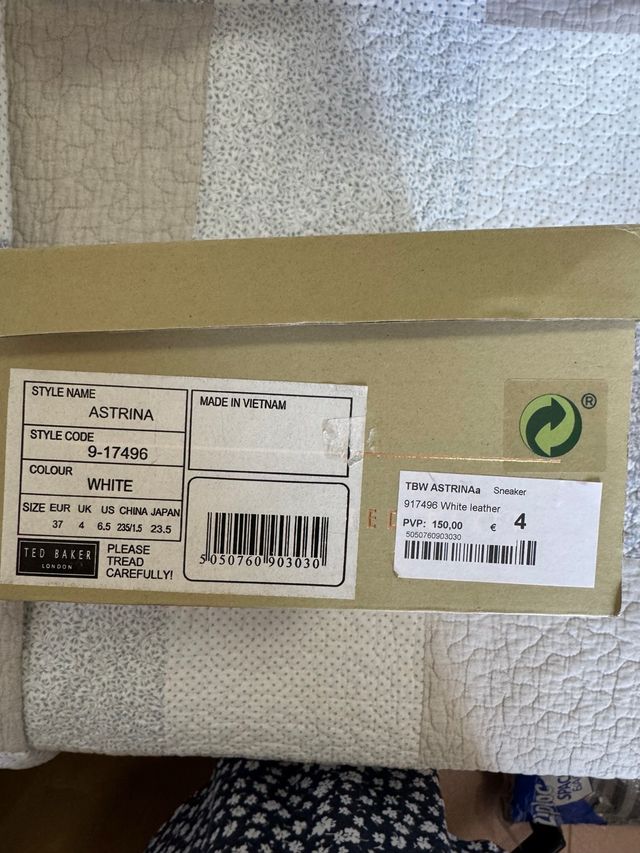 STYLE NAME
ASTRINA
STYLE CODE
9-17496
COLOUR
WHITE
SIZE EUR UK US CHINA JAPAN
37 4 6.5 235/1.5 23.5
TED BAKER
LONDON
PLEASE
TREAD
CAREFULLY!
MADE IN VIETNAM
5 050760 903030
®
TBW ASTRINAa Sneaker
917496 White leather
PVP: 150,00 € 4
5050760903030